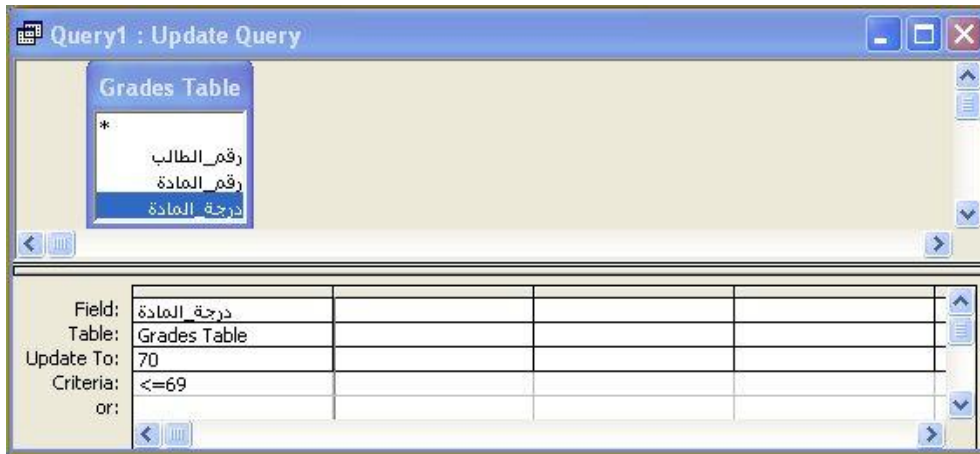 Query1 : Update Query
Grades Table
*
رقم_الطالب
رقم_المادة
درجة_المادة
Field: درجة_المادة
Table: Grades Table
Update To: 70
Criteria: <=69
or: